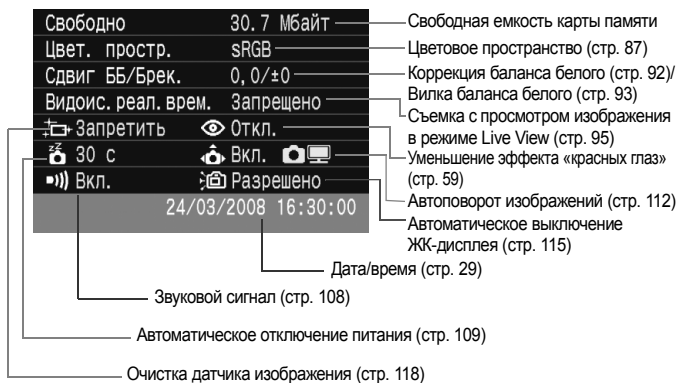 Свободно 30.7 Мбайт
Цвет. простр. sRGB
Сдвиг ББ/Брек. 0,0/±0
Видоис.реал.врем. Запрещено
Запретить Откл.
30 с Вкл.
Вкл. Разрешено
24/03/2008 16:30:00
Свободная емкость карты памяти
Цветовое пространство (стр. 87)
Коррекция баланса белого (стр. 92)/
Вилка баланса белого (стр. 93)
Съемка с просмотром изображения
в режиме Live View (стр. 95)
Уменьшение эффекта «красных глаз»
(стр. 59)
Автоповорот изображений (стр. 112)
Автоматическое выключение
ЖК-дисплея (стр. 115)
Дата/время (стр. 29)
Звуковой сигнал (стр. 108)
Автоматическое отключение питания (стр. 109)
Очистка датчика изображения (стр. 118)